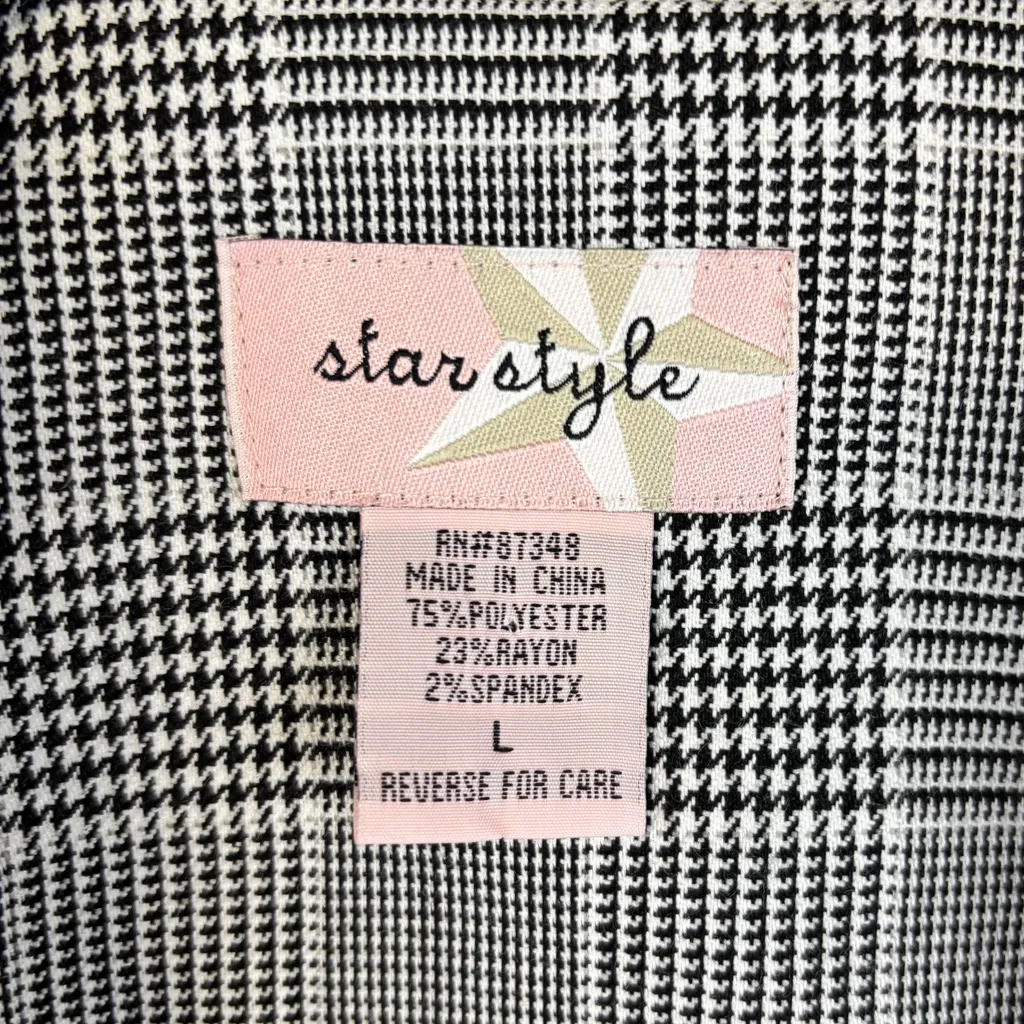 star style
RN#87348
MADE IN CHINA
75%POLYESTER
23%RAYON
2%SPANDEX
L
REVERSE FOR CARE